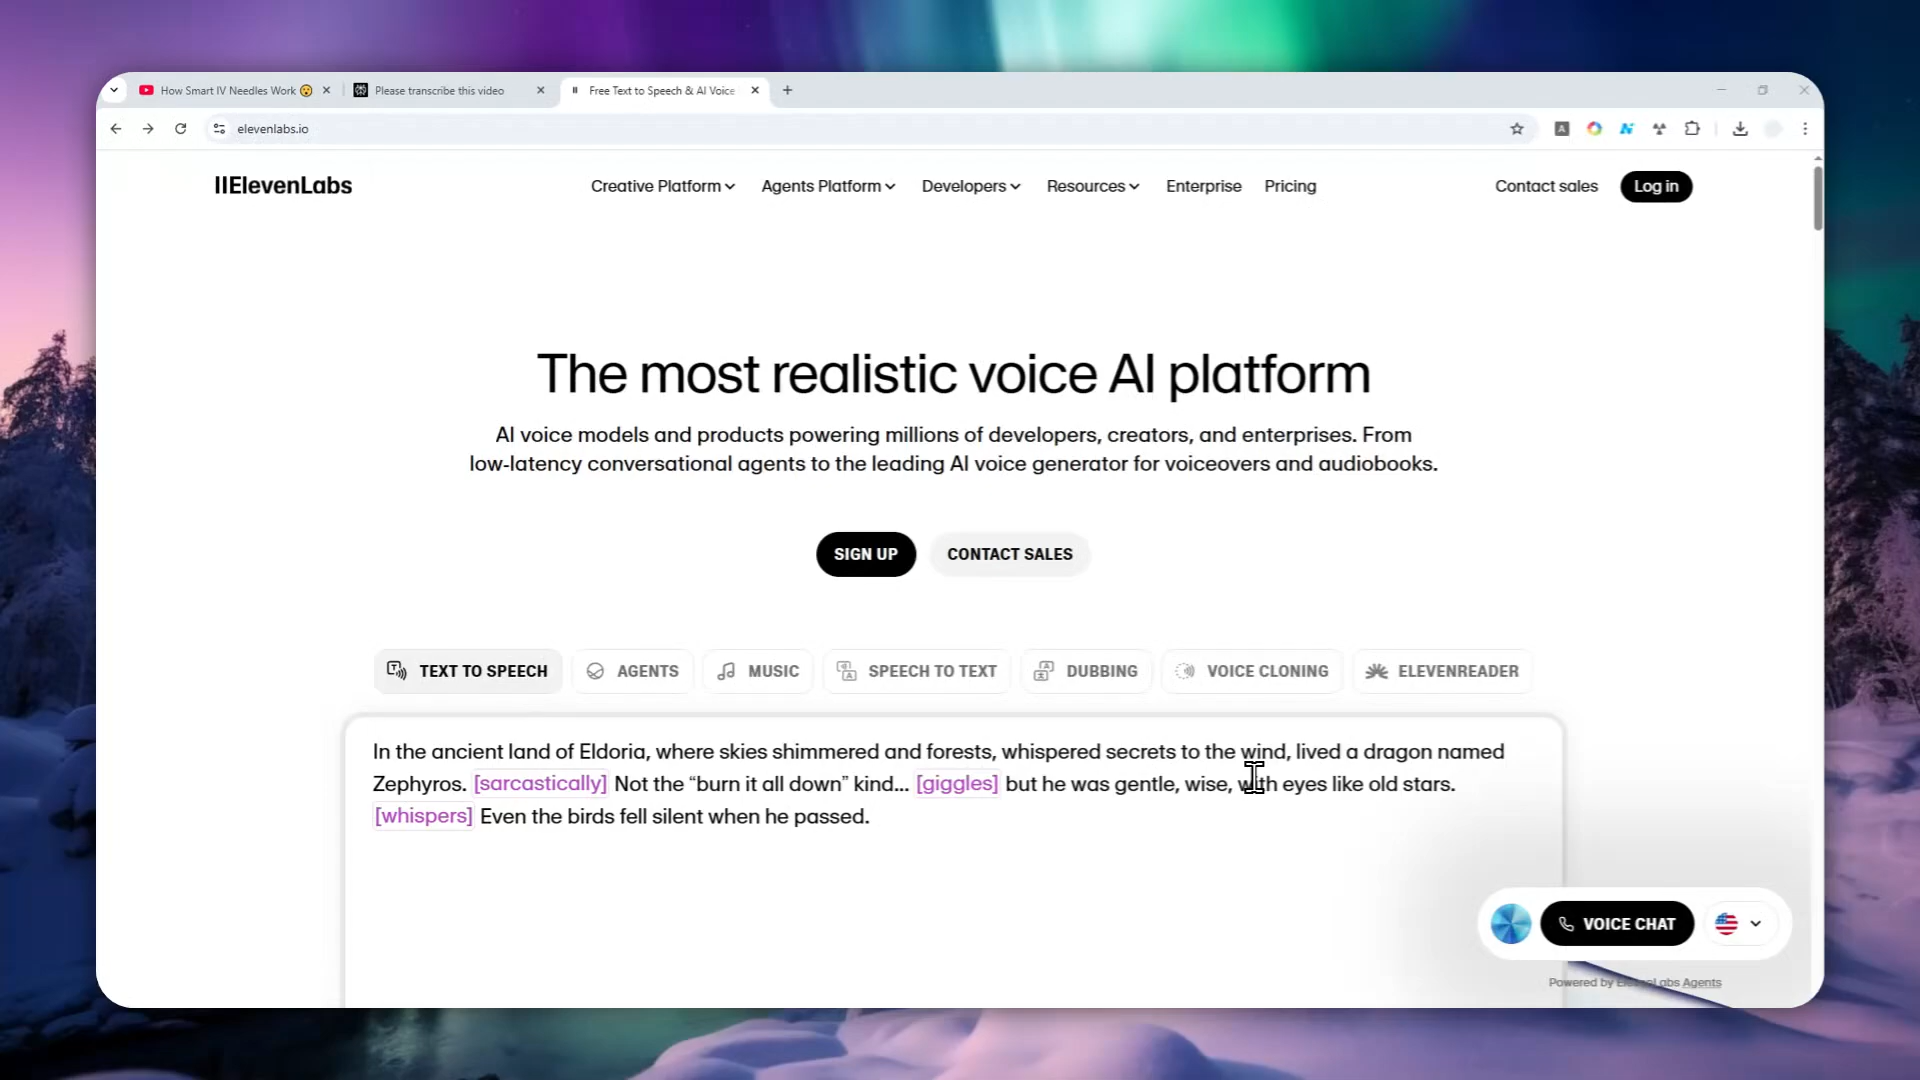 How Smart IV Needles Work 😯
Please transcribe this video
Free Text to Speech & AI Voice
elevenlabs.io
IIElevenLabs
Creative Platform
Agents Platform
Developers
Resources
Enterprise
Pricing
Contact sales
Log in
The most realistic voice AI platform
AI voice models and products powering millions of developers, creators, and enterprises. From
low-latency conversational agents to the leading AI voice generator for voiceovers and audiobooks.
SIGN UP
CONTACT SALES
TEXT TO SPEECH
AGENTS
MUSIC
SPEECH TO TEXT
DUBBING
VOICE CLONING
ELEVENREADER
In the ancient land of Eldoria, where skies shimmered and forests, whispered secrets to the wind, lived a dragon named
Zephyros. [sarcastically] Not the “burn it all down” kind... [giggles] but he was gentle, wise, with eyes like old stars.
[whispers] Even the birds fell silent when he passed.
VOICE CHAT
Powered by ElevenLabs Agents